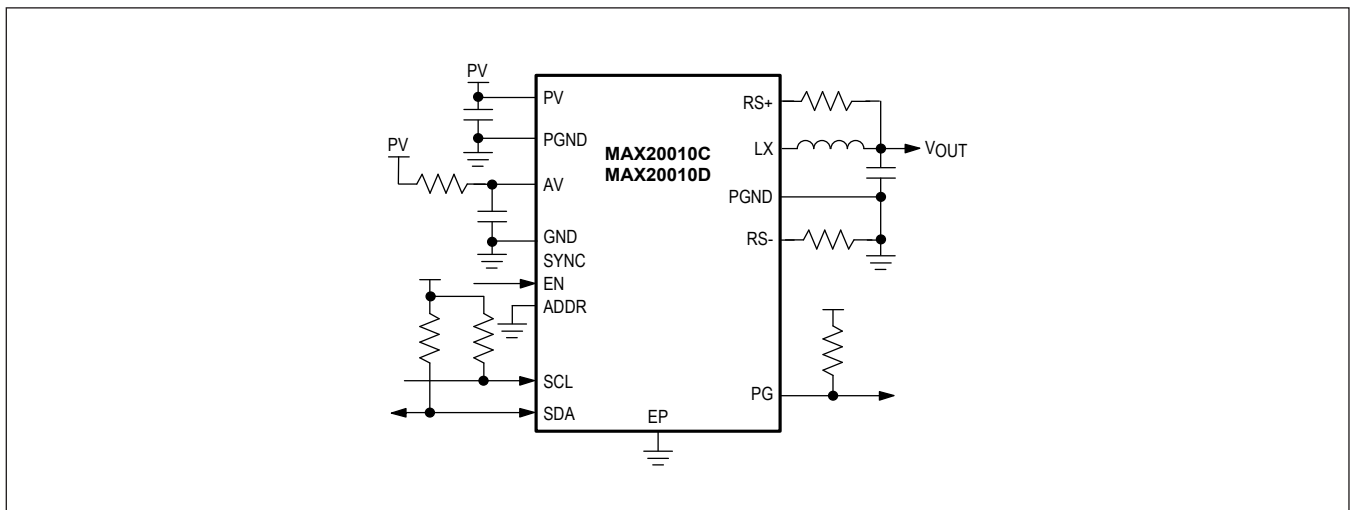 PV
PV
RS+
PV
PGND
MAX20010C
MAX20010D
LX
VOUT
AV
PGND
GND
RS-
SYNC
EN
ADDR
SCL
PG
SDA
EP